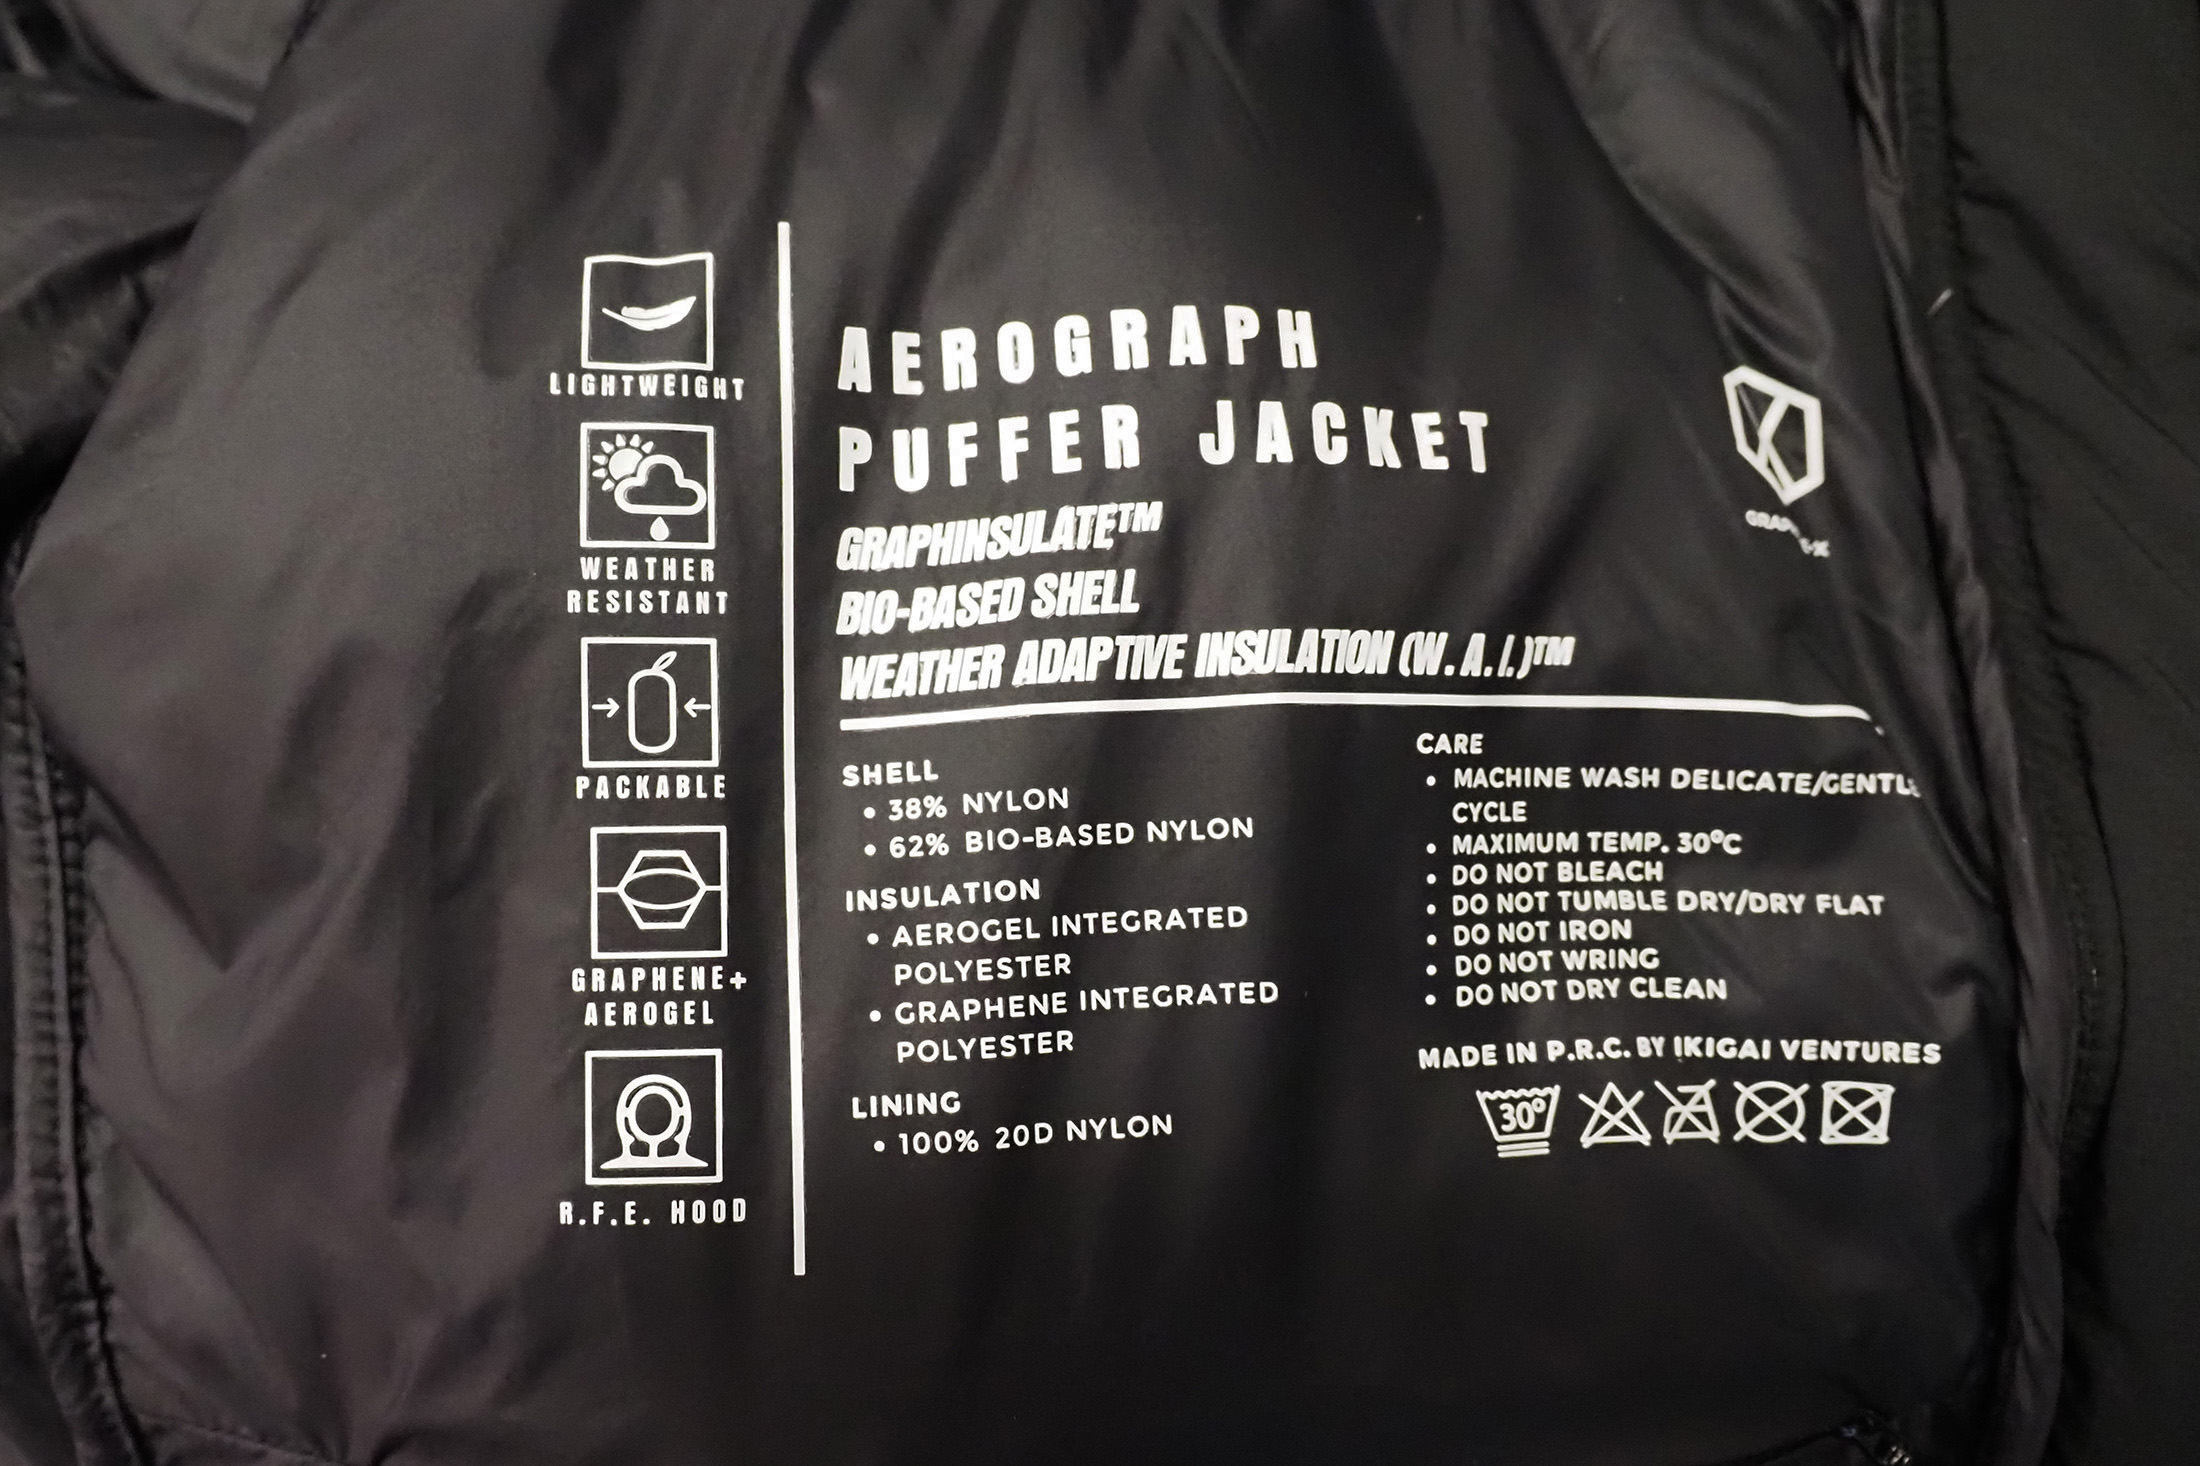 LIGHTWEIGHT
WEATHER
RESISTANT
PACKABLE
GRAPHENE+
AEROGEL
R.F.E. HOOD
AEROGRAPH
PUFFER JACKET
GRAPHINSULATE™
BIO-BASED SHELL
WEATHER ADAPTIVE INSULATION (W.A.I.)™
SHELL
• 38% NYLON
• 62% BIO-BASED NYLON
INSULATION
• AEROGEL INTEGRATED
POLYESTER
• GRAPHENE INTEGRATED
POLYESTER
LINING
• 100% 20D NYLON
CARE
• MACHINE WASH DELICATE/GENTLE
CYCLE
• MAXIMUM TEMP. 30°C
• DO NOT BLEACH
• DO NOT TUMBLE DRY/DRY FLAT
• DO NOT IRON
• DO NOT WRING
• DO NOT DRY CLEAN
MADE IN P.R.C. BY IKIGAI VENTURES
30°